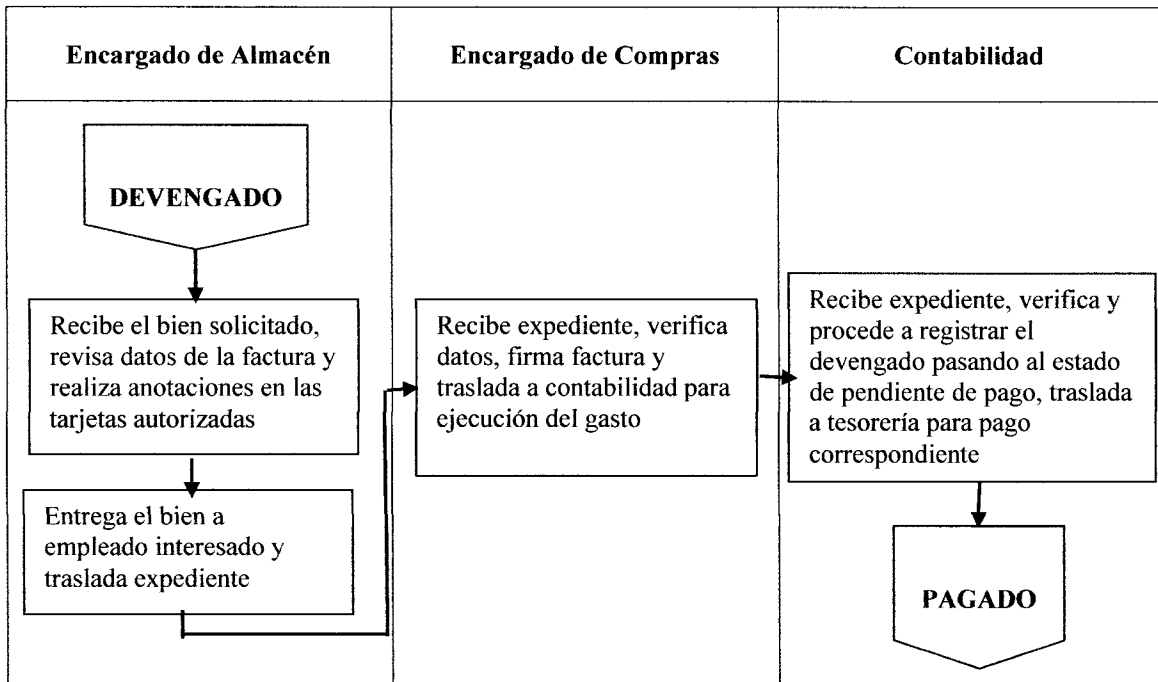 Encargado de Almacén
Encargado de Compras
Contabilidad
DEVENGADO
Recibe el bien solicitado,
revisa datos de la factura y
realiza anotaciones en las
tarjetas autorizadas
Entrega el bien a
empleado interesado y
traslada expediente
Recibe expediente, verifica
datos, firma factura y
traslada a contabilidad para
ejecución del gasto
Recibe expediente, verifica y
procede a registrar el
devengado pasando al estado
de pendiente de pago, traslada
a tesorería para pago
correspondiente
PAGADO